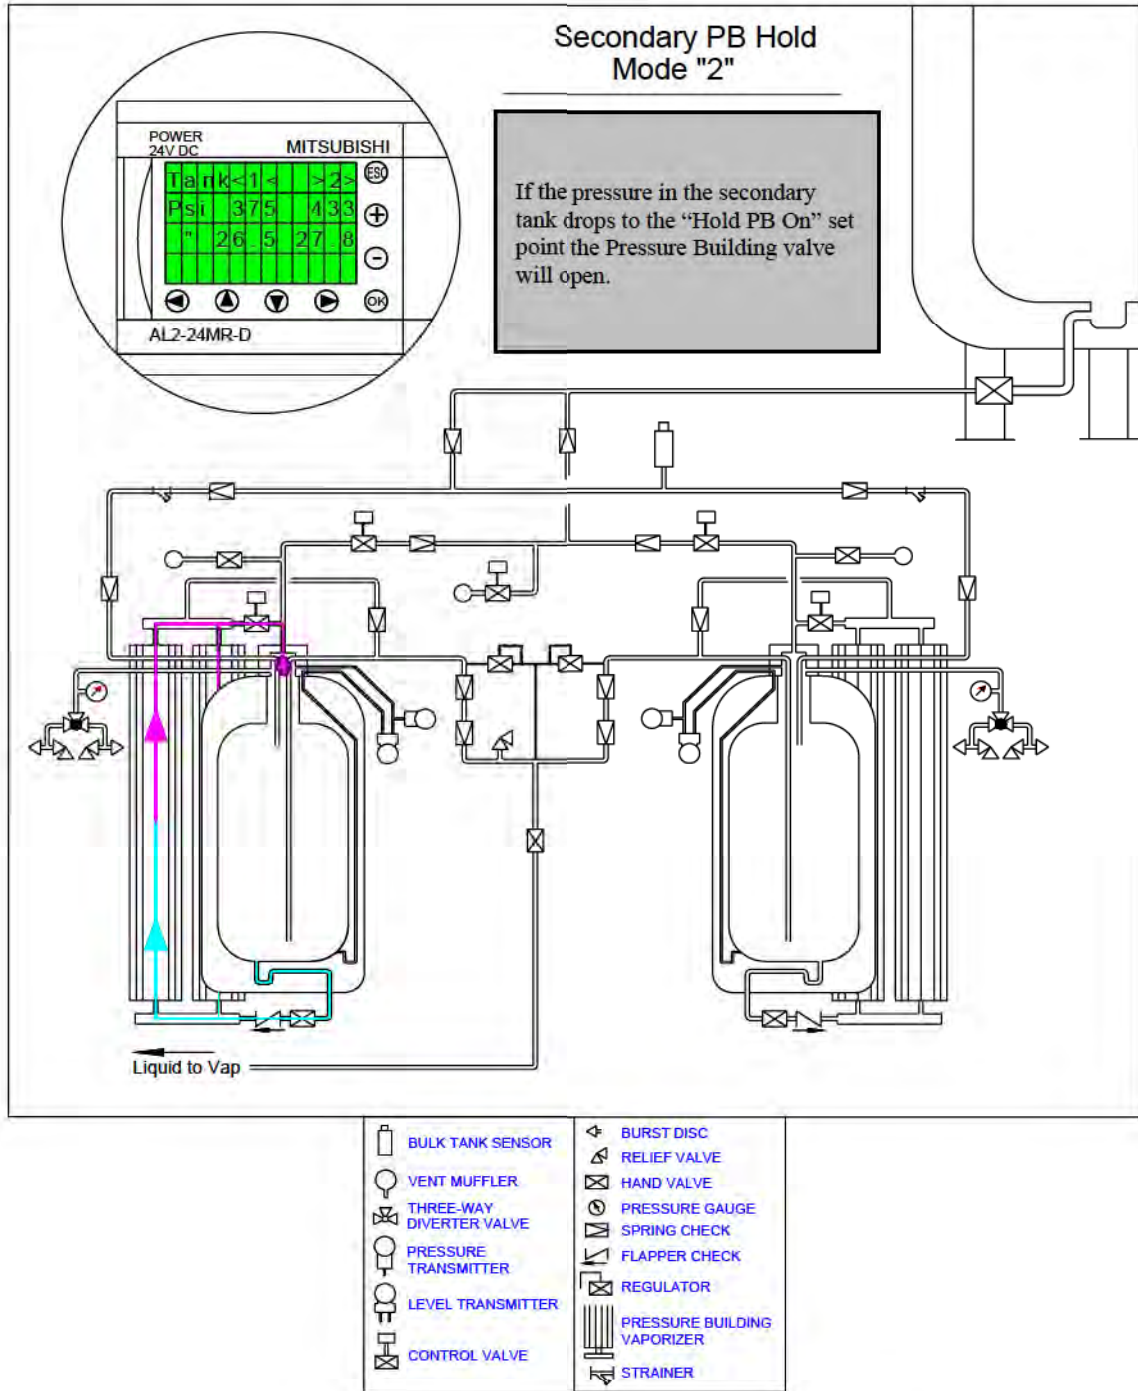 Secondary PB Hold
Mode "2"
POWER
24V DC
MITSUBISHI
Tank<1< >2>
Psi 375 433
" 26.5 27.8
ESC
+
-
OK
AL2-24MR-D
If the pressure in the secondary
tank drops to the “Hold PB On” set
point the Pressure Building valve
will open.
Liquid to Vap
BULK TANK SENSOR
VENT MUFFLER
THREE-WAY
DIVERTER VALVE
PRESSURE
TRANSMITTER
LEVEL TRANSMITTER
CONTROL VALVE
BURST DISC
RELIEF VALVE
HAND VALVE
PRESSURE GAUGE
SPRING CHECK
FLAPPER CHECK
REGULATOR
PRESSURE BUILDING
VAPORIZER
STRAINER